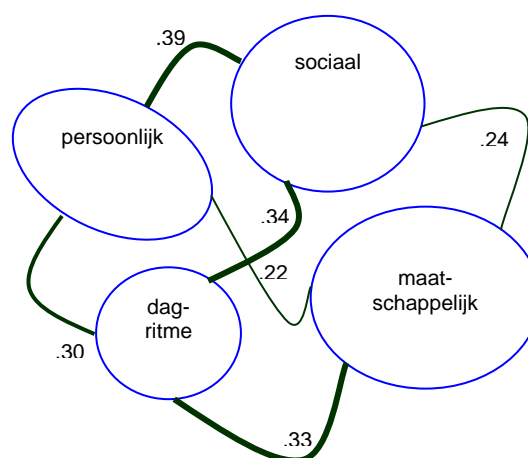 .39
sociaal
persoonlijk
.24
.34
.22
maat-
schappelijk
dag-
ritme
.30
.33